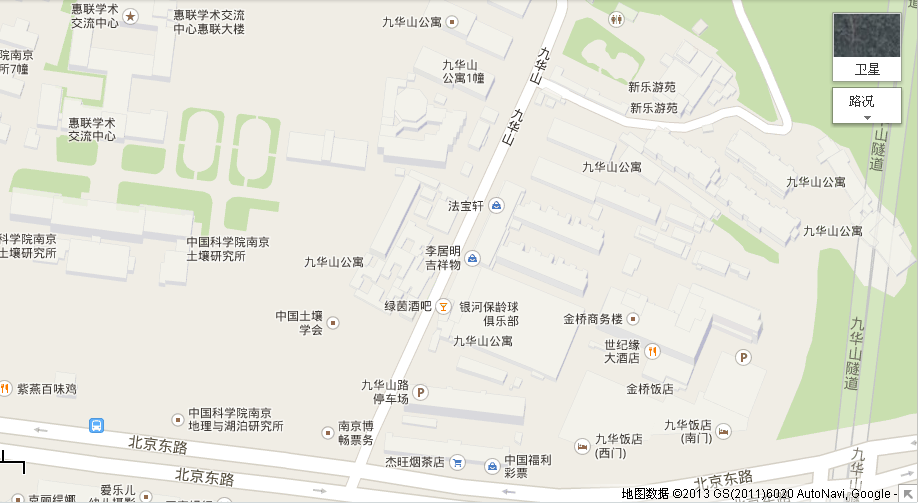 惠联学术
交流中心
惠联学术交流
中心惠联大楼
九华山公寓
卫星
路况
院南京
所7幢
九华山
公寓1幢
九华山
九华山
新乐游苑
新乐游苑
惠联学术
交流中心
山隧道
九华山公寓
九华山公寓
法宝轩
九华山公寓
科学院南京
土壤研究所
中国科学院南京
土壤研究所
九华山公寓
李居明
吉祥物
绿茵酒吧
银河保龄球
俱乐部
中国土壤
学会
金桥商务楼
九华山公寓
世纪缘
大酒店
P
九华山隧道
紫燕百味鸡
九华山路
停车场
P
金桥饭店
中国科学院南京
地理与湖泊研究所
南京博
畅票务
九华饭店
(西门)
九华饭店
(南门)
北京东路
北京东路
杰旺烟茶店
中国福利
彩票
北京东路
九华山
克丽缇娜
爱乐儿
幼儿摄影
地图数据 ©2013 GS(2011)6020 AutoNavi, Google -